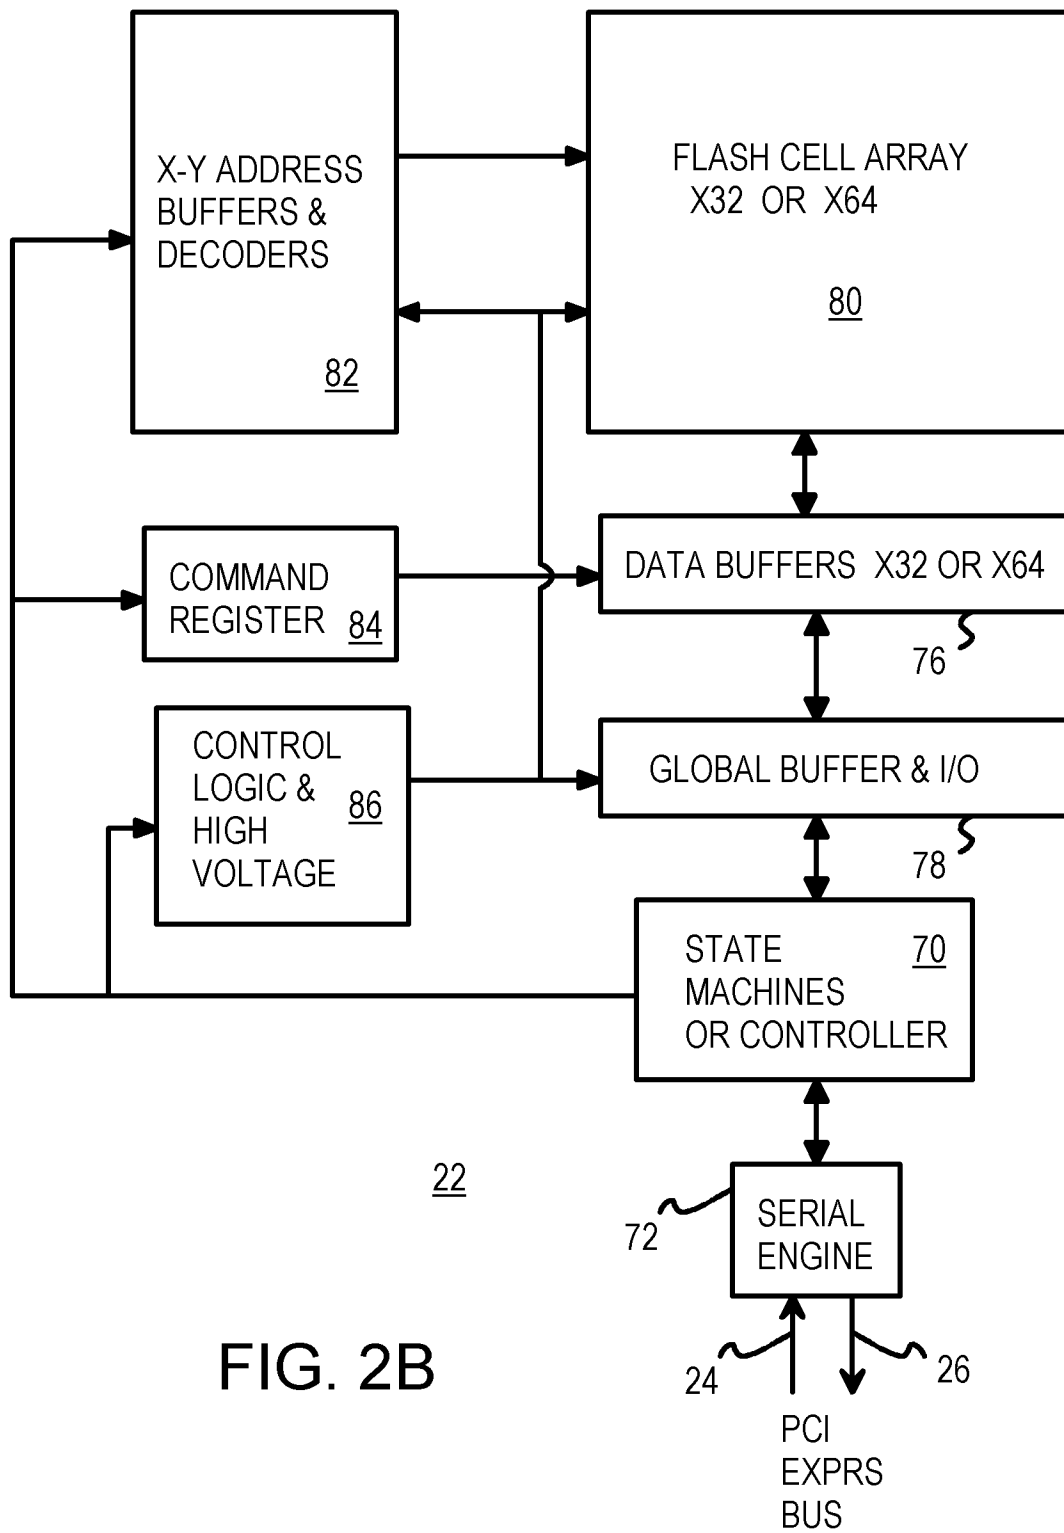 X-Y ADDRESS
BUFFERS &
DECODERS
82
FLASH CELL ARRAY
X32 OR X64
80
COMMAND
REGISTER
84
DATA BUFFERS X32 OR X64
76
CONTROL
LOGIC &
HIGH
VOLTAGE
86
GLOBAL BUFFER & I/O
78
STATE
MACHINES
OR CONTROLLER
70
22
72
SERIAL
ENGINE
24
26
PCI
EXPRS
BUS
FIG. 2B